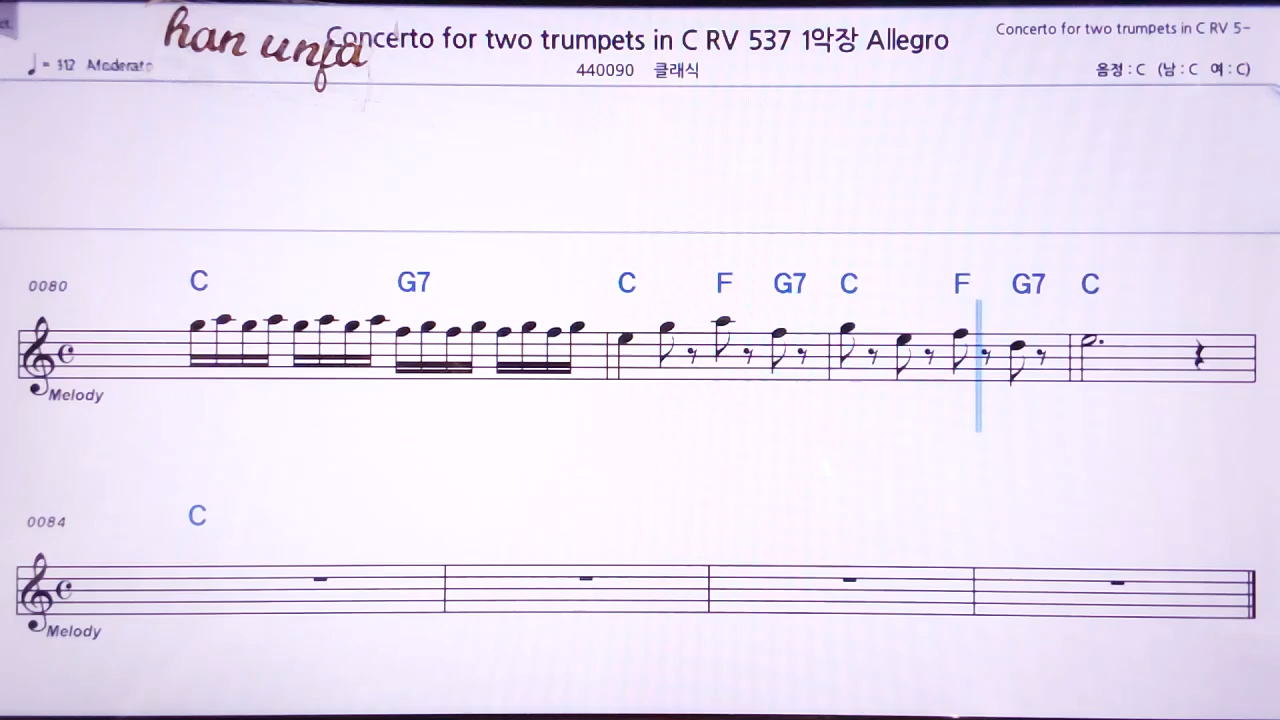 han unfa
Concerto for two trumpets in C RV 537 1악장 Allegro
Concerto for two trumpets in C RV 5-
Moderato
440090 클래식
음정 : C (남 : C 여 : C)
0080 C G7 C F G7 C F G7 C
Melody
0084 C
Melody